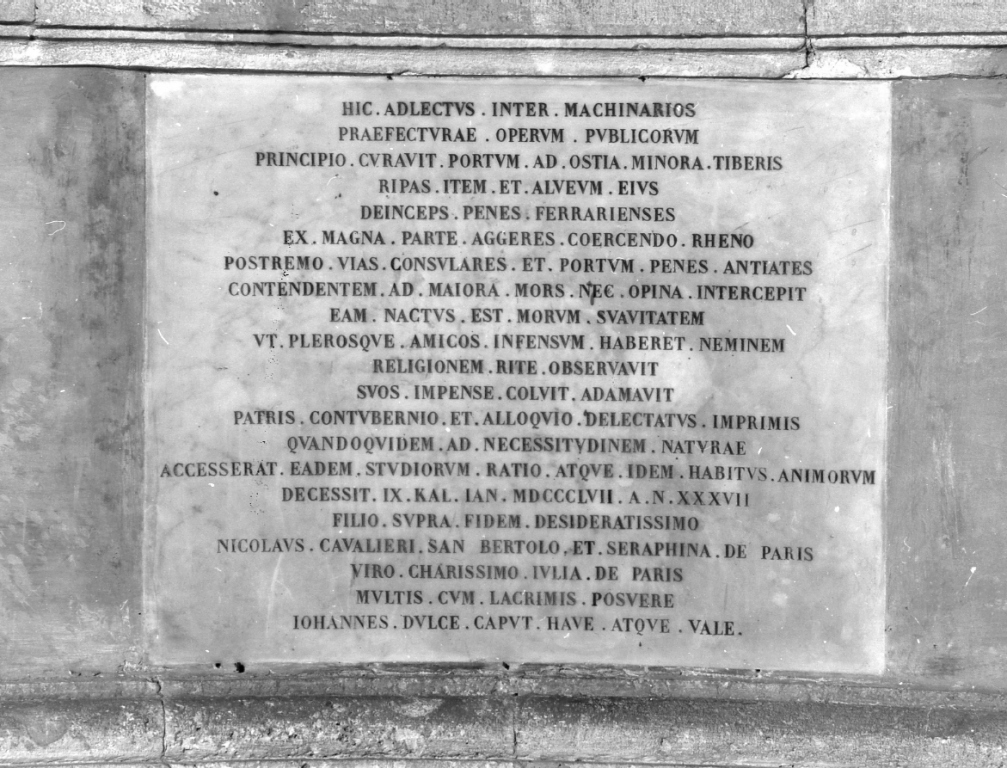 HIC . ADLECTVS . INTER . MACHINARIOS
PRAEFECTVRAE . OPERVM . PVBLICORVM
PRINCIPIO . CVRAVIT . PORTVM . AD . OSTIA . MINORA . TIBERIS
RIPAS . ITEM . ET . ALVEVM . EIVS
DEINCEPS . PENES . FERRARIENSES
EX . MAGNA . PARTE . AGGERES . COERCENDO . RHENO
POSTREMO . VIAS . CONSVLARES . ET . PORTVM . PENES . ANTIATES
CONTENDENTEM . AD . MAIORA . MORS . NEC . OPINA . INTERCEPIT
EAM . NACTVS . EST . MORVM . SVAVITATEM
VT . PLEROSQVE . AMICOS . INFENSVM . HABERET . NEMINEM
RELIGIONEM . RITE . OBSERVAVIT
SVOS . IMPENSE . COLVIT . ADAMAVIT
PATRIS . CONTVBERNIO . ET . ALLOQVIO . DELECTATVS . IMPRIMIS
QVANDOQVIDEM . AD . NECESSITVDINEM . NATVRAE
ACCESSERAT . EADEM . STVDIORVM . RATIO . ATQVE . IDEM . HABITVS . ANIMORVM
DECESSIT . IX . KAL . IAN . MDCCCLVII . A . N . XXXVII
FILIO . SVPRA . FIDEM . DESIDERATISSIMO
NICOLAVS . CAVALIERI . SAN BERTOLO . ET . SERAPHINA . DE PARIS
VIRO . CHARISSIMO . IVLIA . DE PARIS
MVLTIS . CVM . LACRIMIS . POSVERE
IOHANNES . DVLCE . CAPVT . HAVE . ATQVE . VALE .